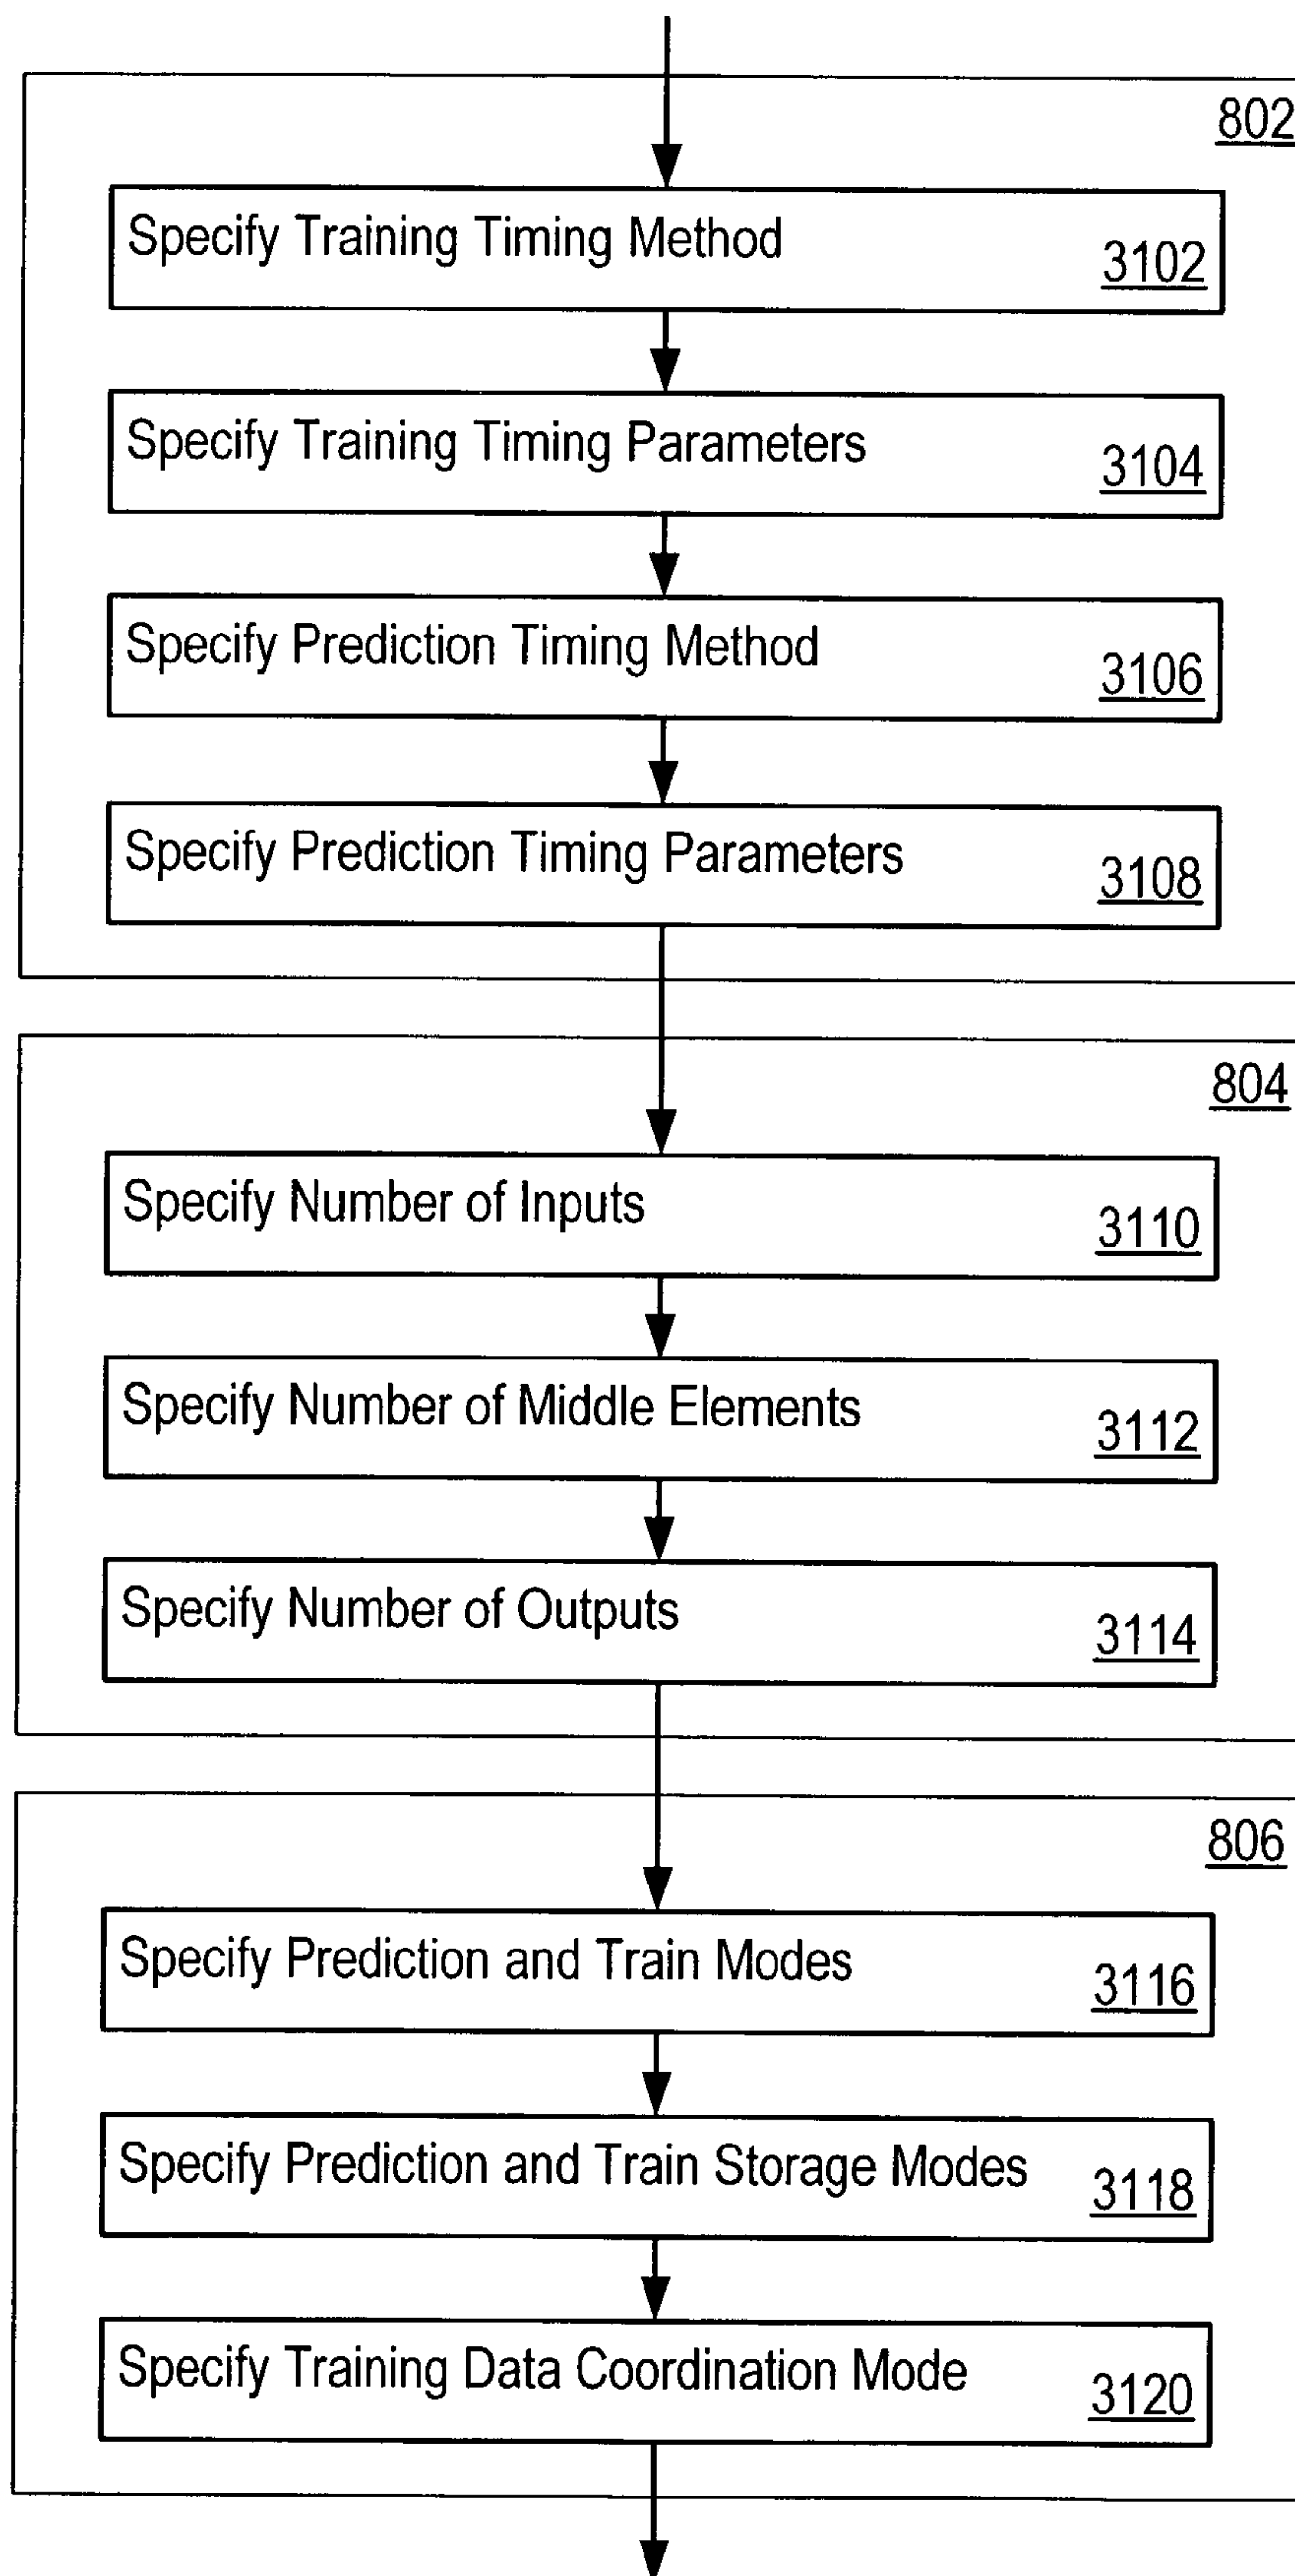 802
Specify Training Timing Method
3102
Specify Training Timing Parameters
3104
Specify Prediction Timing Method
3106
Specify Prediction Timing Parameters
3108
804
Specify Number of Inputs
3110
Specify Number of Middle Elements
3112
Specify Number of Outputs
3114
806
Specify Prediction and Train Modes
3116
Specify Prediction and Train Storage Modes
3118
Specify Training Data Coordination Mode
3120